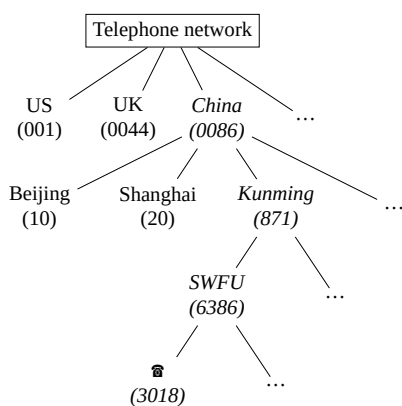 Telephone network
US
(001)
UK
(0044)
China
(0086)
...
Beijing
(10)
Shanghai
(20)
Kunming
(871)
...
SWFU
(6386)
...
☎
(3018)
...